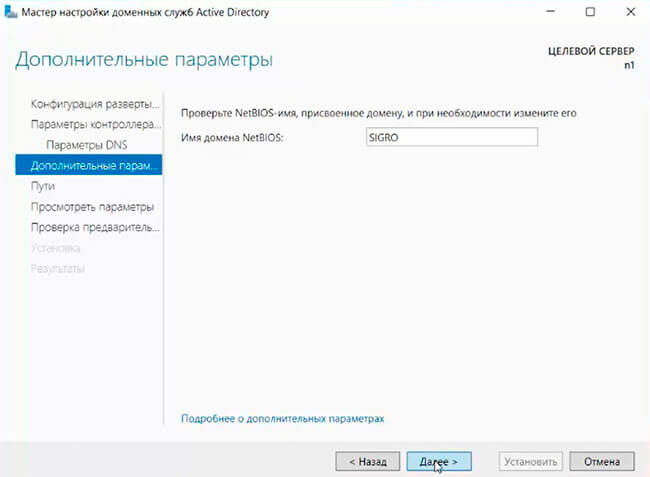 Мастер настройки доменных служб Active Directory
Дополнительные параметры
ЦЕЛЕВОЙ СЕРВЕР
n1
Конфигурация разверты...
Параметры контроллера...
Параметры DNS
Дополнительные парам...
Пути
Просмотреть параметры
Проверка предваритель...
Установка
Результаты
Проверьте NetBIOS-имя, присвоенное домену, и при необходимости измените его
Имя домена NetBIOS: SIGRO
Подробнее о дополнительных параметрах
< Назад Далее > Установить Отмена